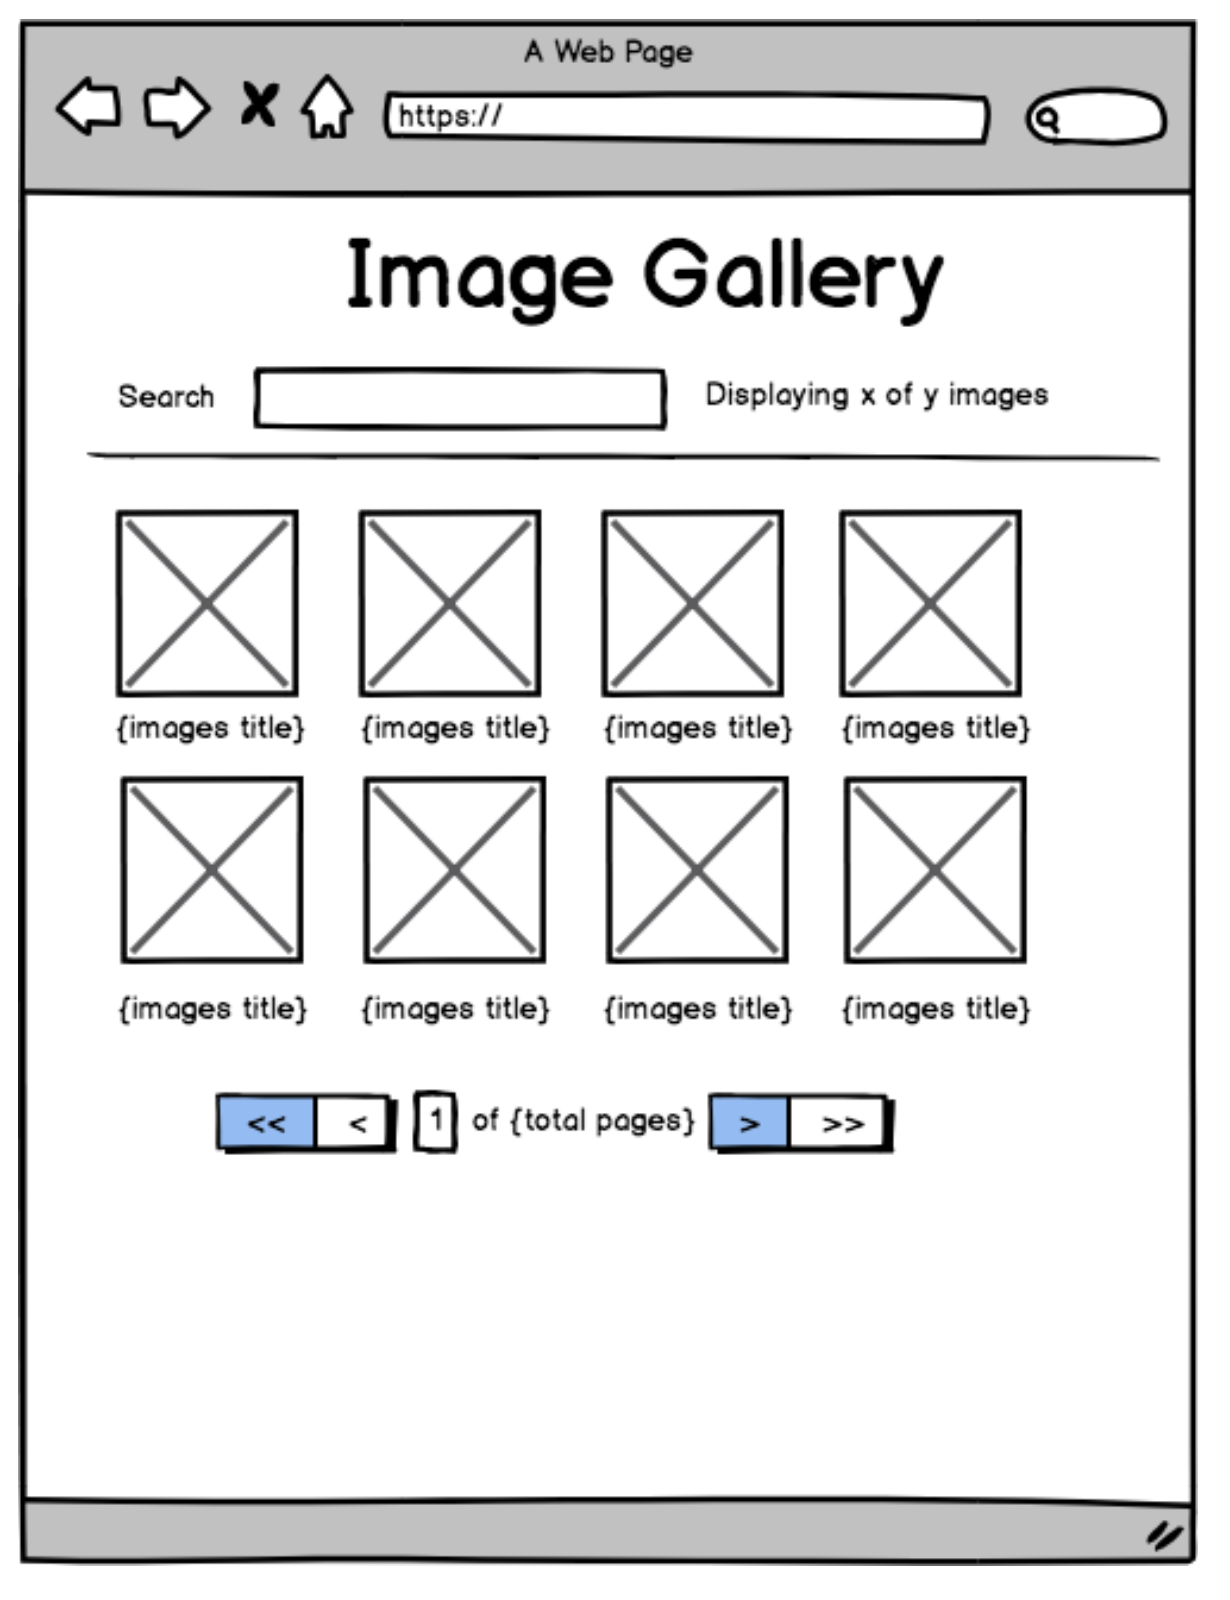 A Web Page
https://
Image Gallery
Search Displaying x of y images
{images title} {images title} {images title} {images title}
{images title} {images title} {images title} {images title}
<< < 1 of {total pages} > >>